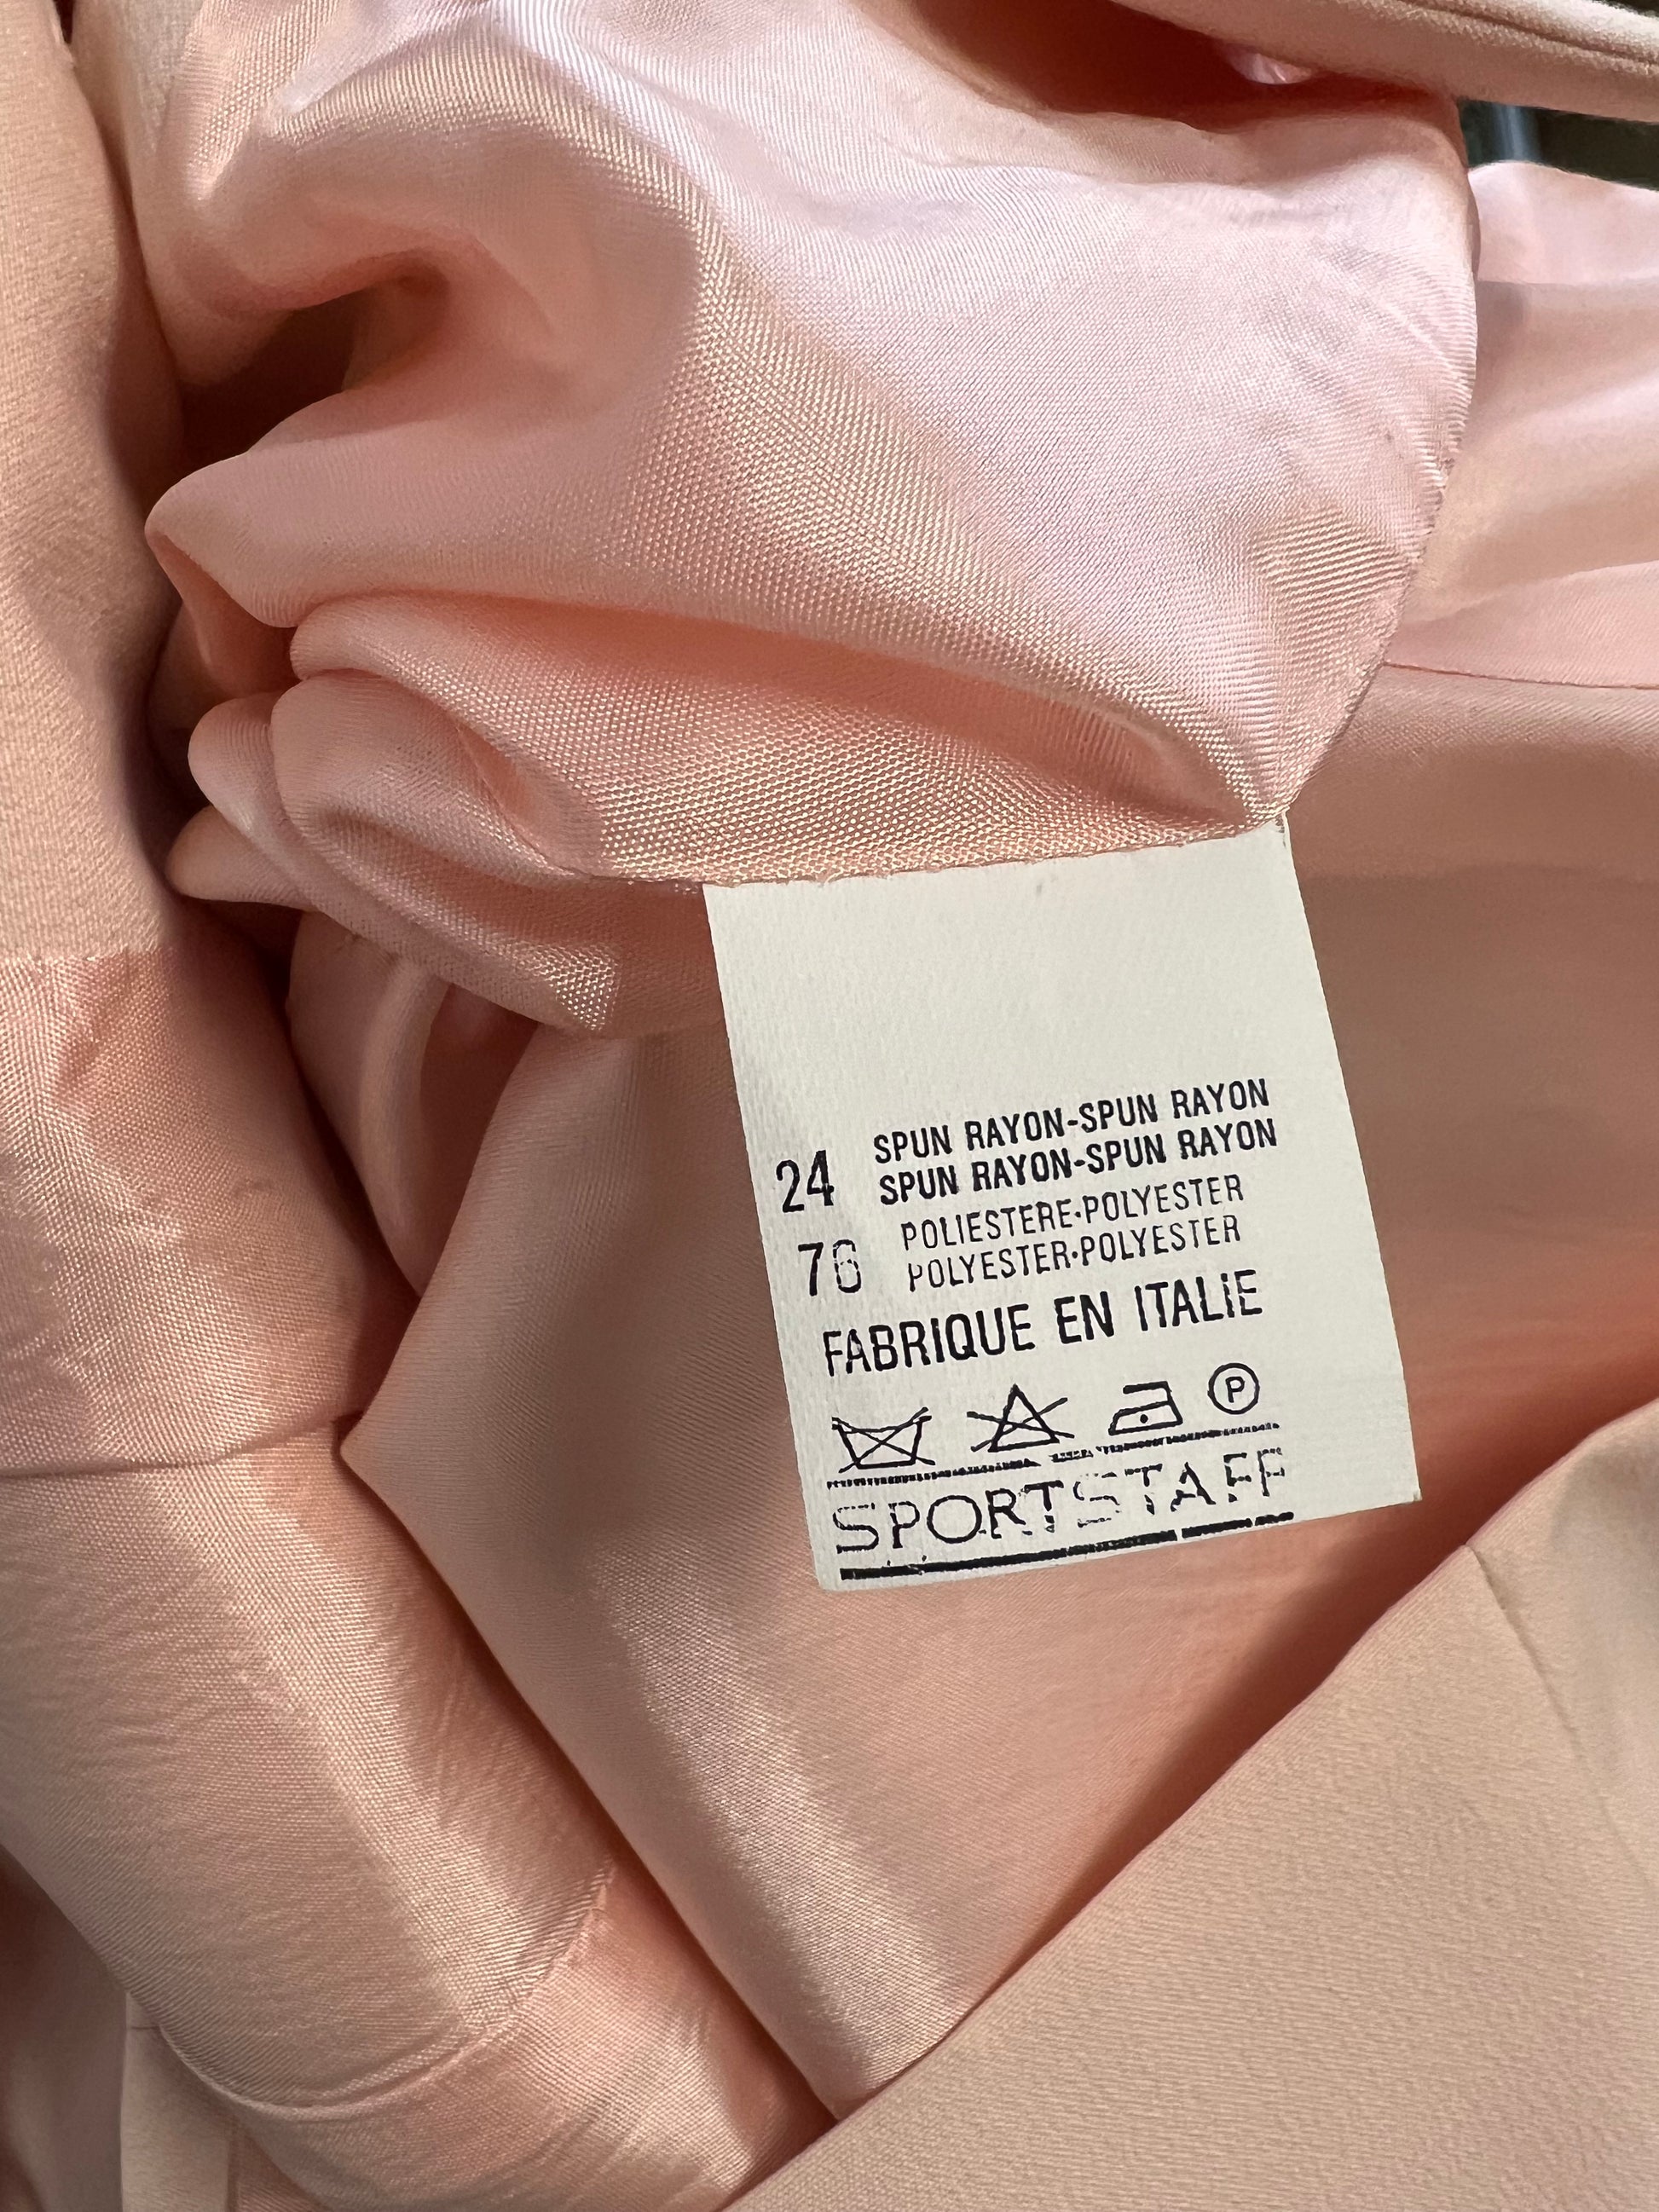 24 SPUN RAYON-SPUN RAYON
SPUN RAYON-SPUN RAYON
76 POLIESTERE·POLYESTER
POLYESTER·POLYESTER
FABRIQUE EN ITALIE
P
SPORTSTAFF